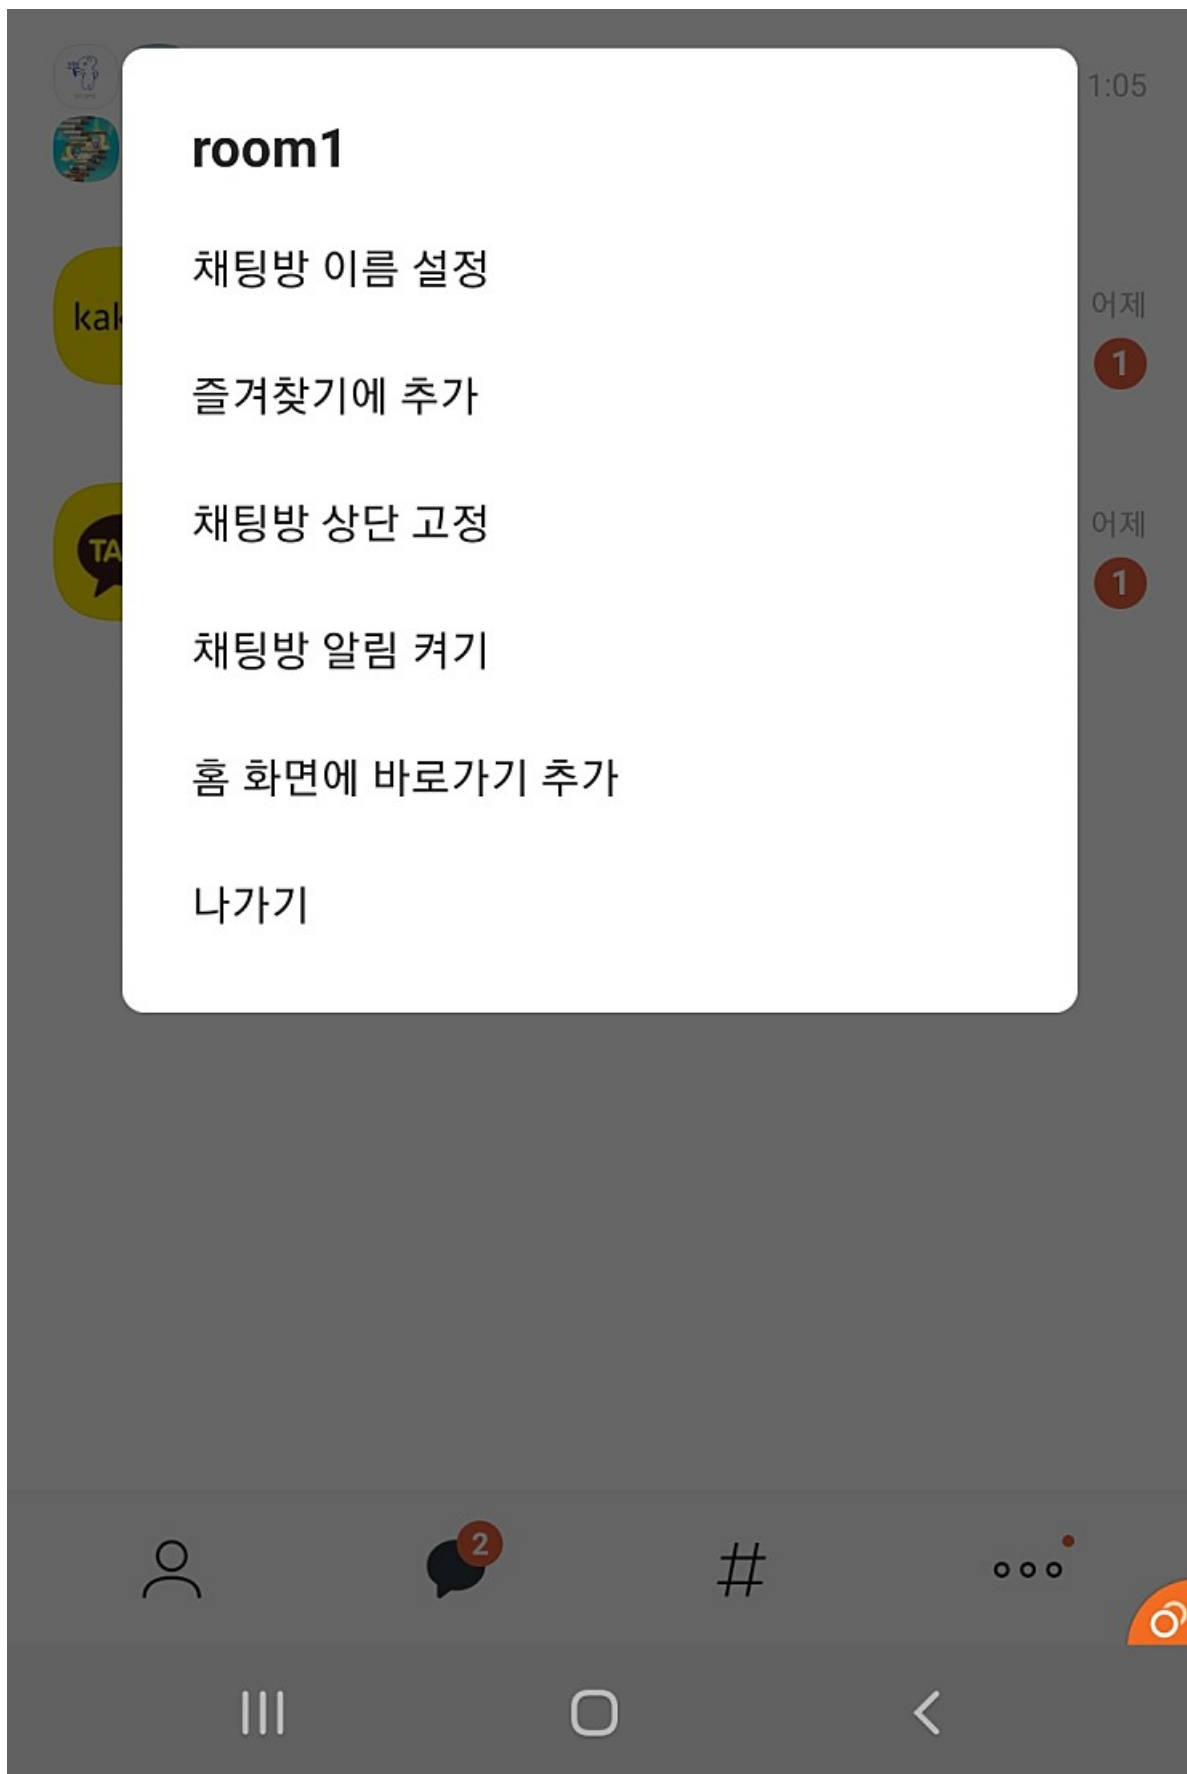 1:05
room1
채팅방 이름 설정
kak
어제
1
즐겨찾기에 추가
채팅방 상단 고정
어제
TA
1
채팅방 알림 켜기
홈 화면에 바로가기 추가
나가기
2